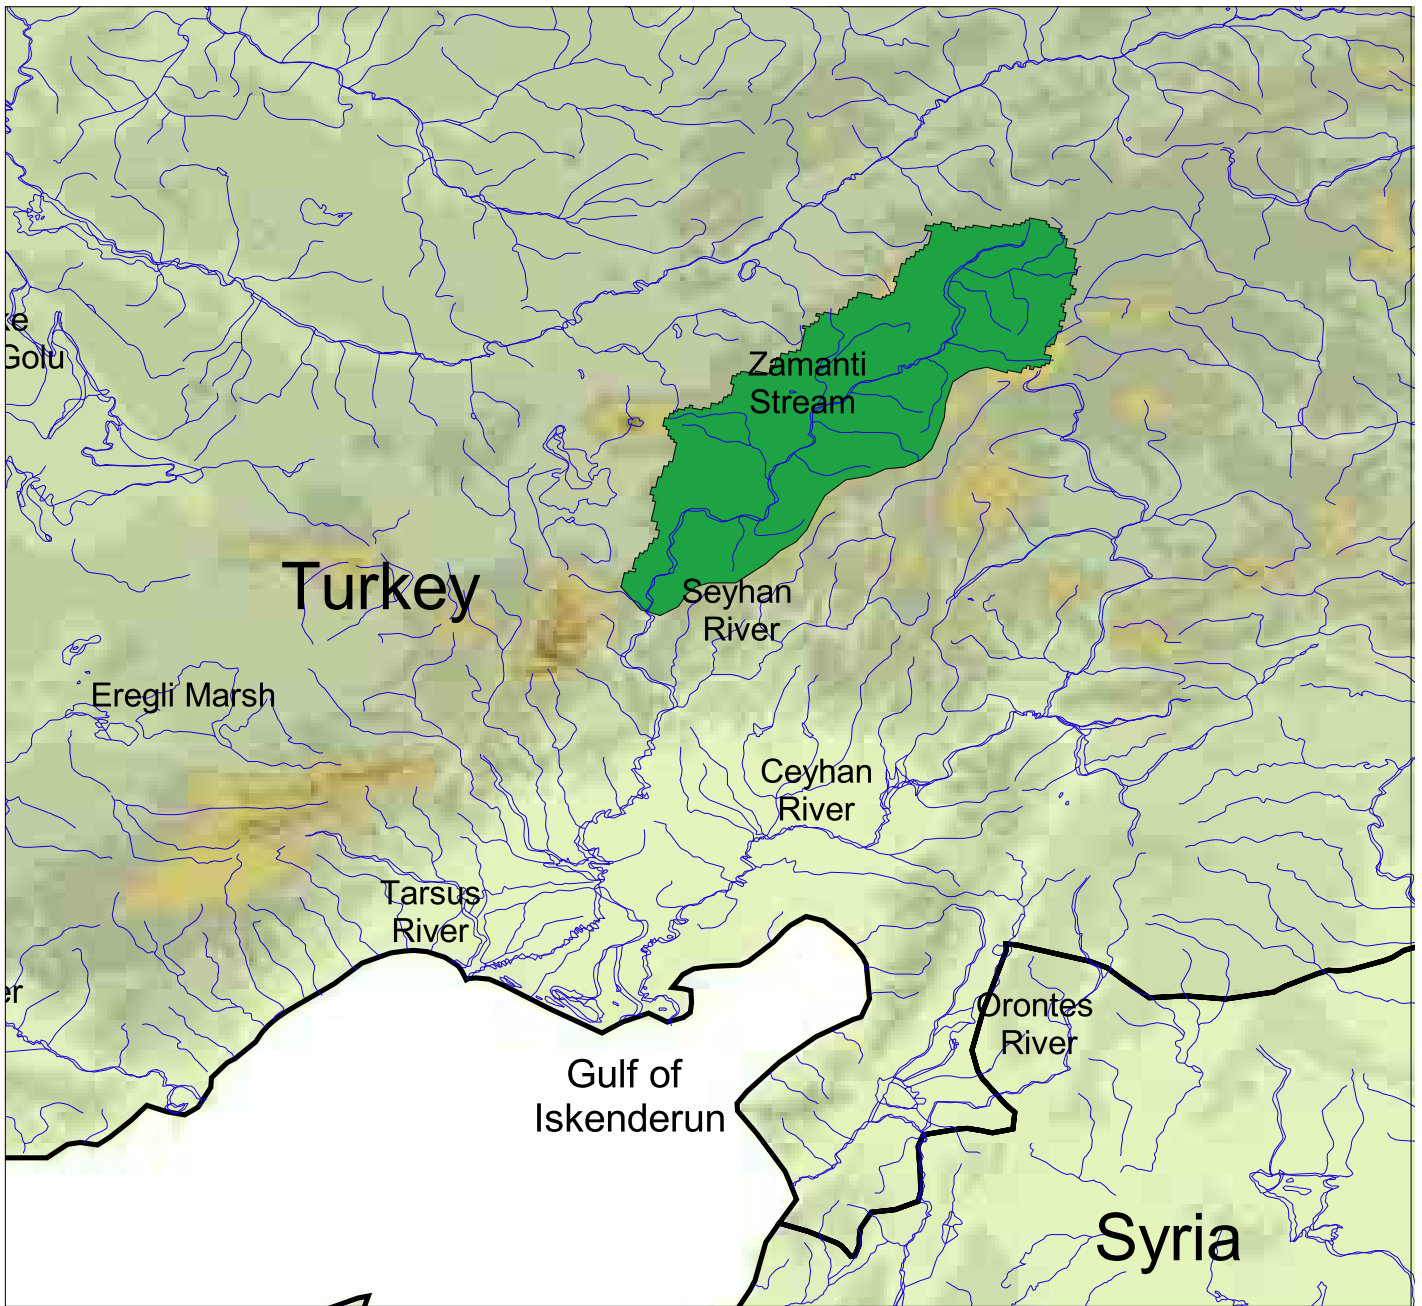 Golu
Zamanti
Stream
Turkey
Seyhan
River
Eregli Marsh
Ceyhan
River
Tarsus
River
Orontes
River
Gulf of
Iskenderun
Syria